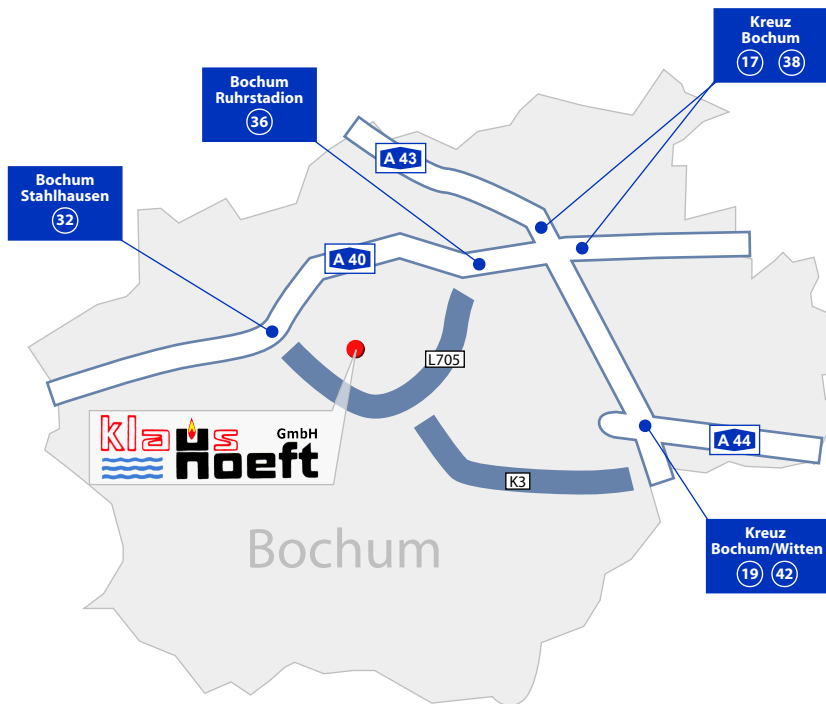 Kreuz
Bochum
17 38
Bochum
Ruhrstadion
36
A 43
Bochum
Stahlhausen
32
A 40
L705
klaus
Hoeft
GmbH
A 44
K3
Kreuz
Bochum/Witten
19 42
Bochum